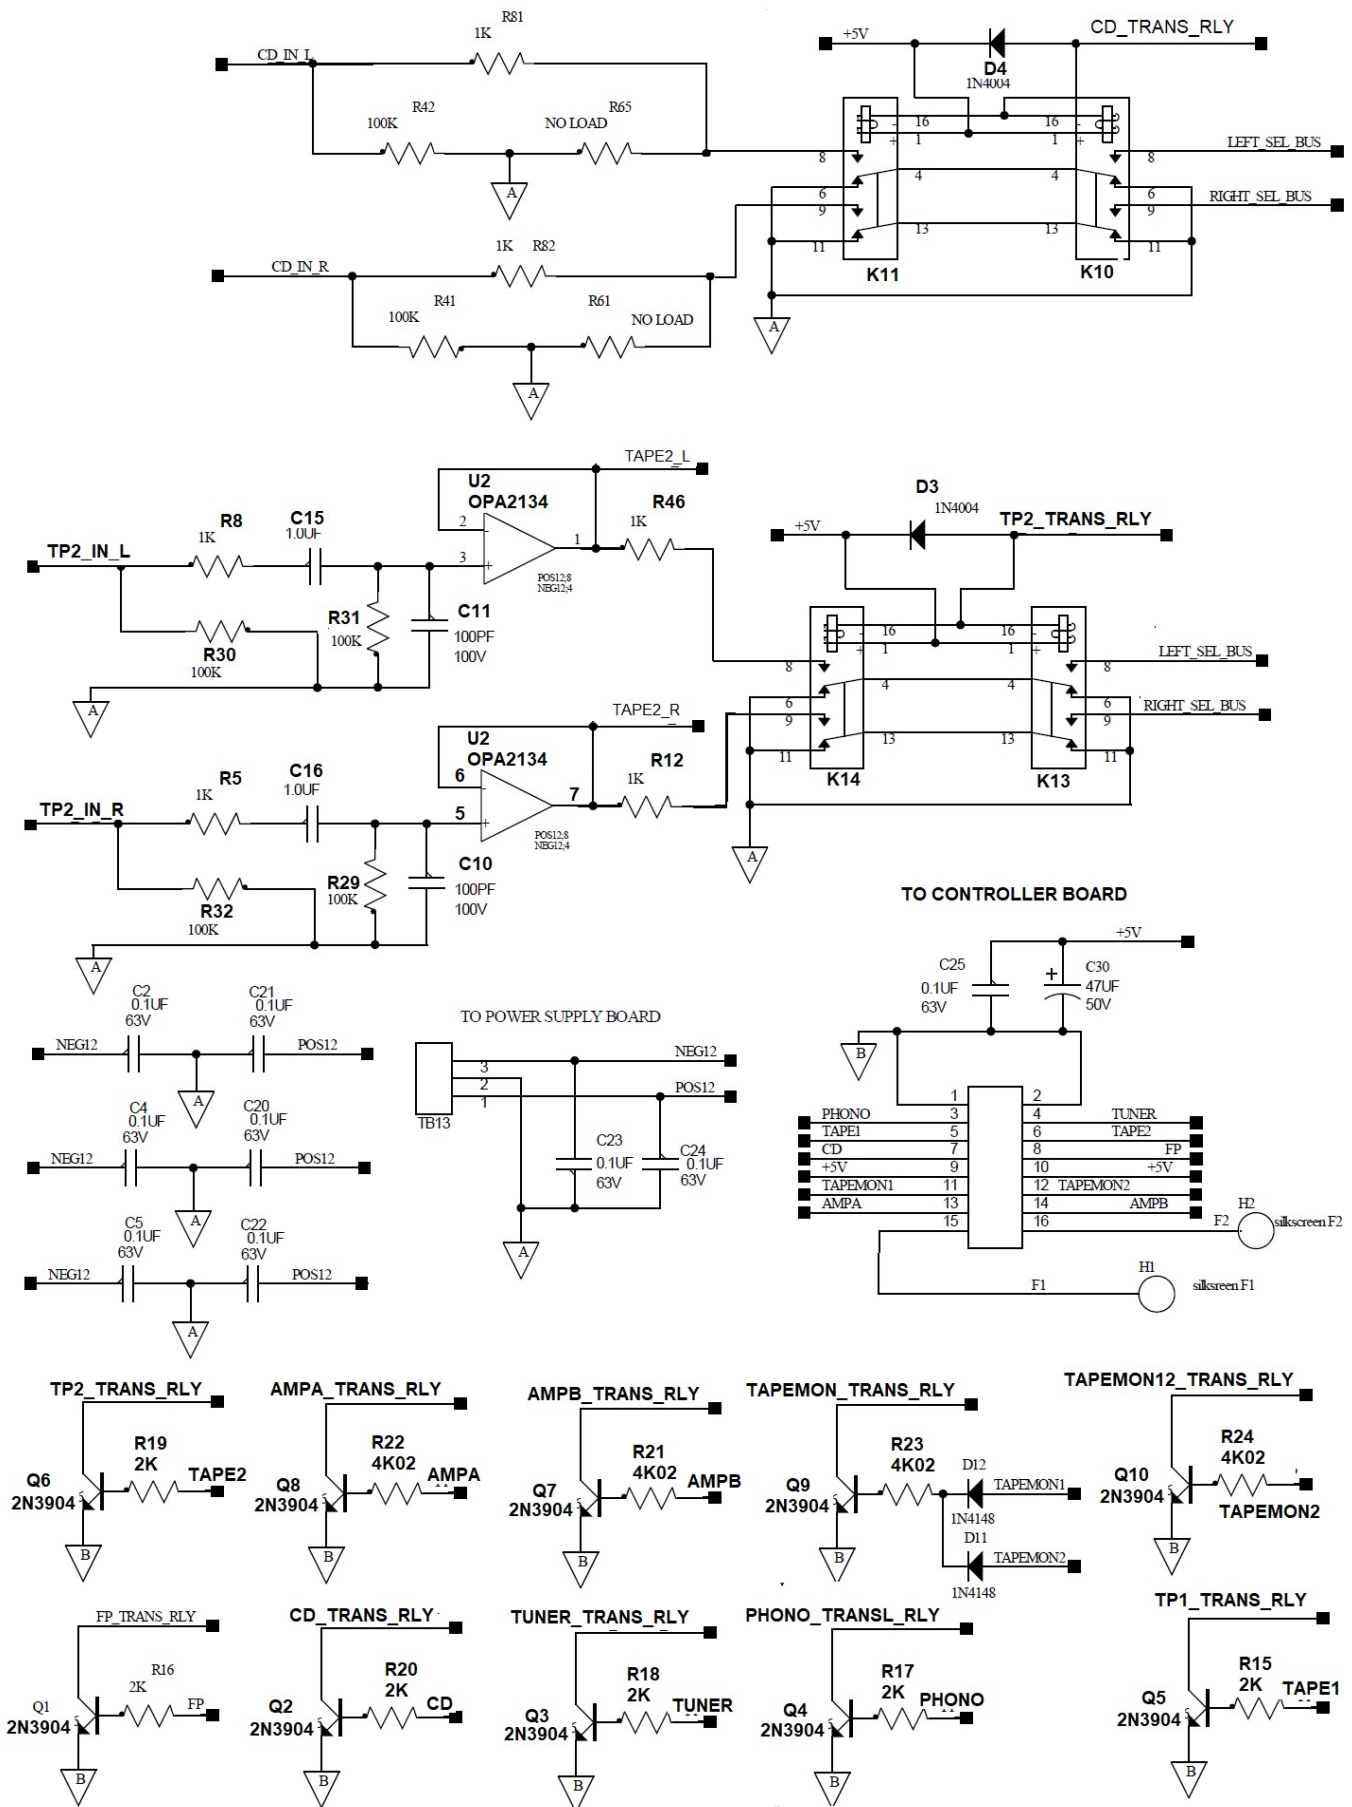 R81
1K
CD_IN_L
R42
R65
100K
NO LOAD
A
1K R82
CD_IN_R
R41
R61
100K
NO LOAD
A
+5V
CD_TRANS_RLY
D4
1N4004
- 16 16 -
+ 1 1 +
8 8 LEFT_SEL_BUS
4 4
6 6
9 9 RIGHT_SEL_BUS
13 13
11 11
K11 K10
A
TAPE2_L
U2
OPA2134
R8
1K
C15
1.0UF
TP2_IN_L
2
-
3
+
1
POS12;8
NEG12;4
R46
1K
R30
100K
R31
100K
C11
100PF
100V
A
D3
1N4004
+5V
TP2_TRANS_RLY
- 16 16 -
+ 1 1 +
8 8 LEFT_SEL_BUS
4 4
6 6
9 9 RIGHT_SEL_BUS
13 13
11 11
K14 K13
A
TAPE2_R
U2
OPA2134
R5
1K
C16
1.0UF
TP2_IN_R
6
-
5
+
7
POS12;8
NEG12;4
R12
1K
R32
100K
R29
100K
C10
100PF
100V
A
C2
0.1UF
63V
C21
0.1UF
63V
NEG12
POS12
A
C4
0.1UF
63V
C20
0.1UF
63V
NEG12
POS12
A
C5
0.1UF
63V
C22
0.1UF
63V
NEG12
POS12
A
TO POWER SUPPLY BOARD
3
2
1
TB13
NEG12
POS12
C23
0.1UF
63V
C24
0.1UF
63V
A
TO CONTROLLER BOARD
+5V
C25
0.1UF
63V
+
C30
47UF
50V
B
1 2
PHONO 3 4 TUNER
TAPE1 5 6 TAPE2
CD 7 8 FP
+5V 9 10 +5V
TAPEMON1 11 12 TAPEMON2
AMPA 13 14 AMPB
15 16
F2
H2
silkscreen F2
F1
H1
silksreen F1
TP2_TRANS_RLY
R19
2K
Q6
2N3904
TAPE2
B
AMPA_TRANS_RLY
R22
4K02
Q8
2N3904
AMPA
B
AMPB_TRANS_RLY
R21
4K02
Q7
2N3904
AMPB
B
TAPEMON_TRANS_RLY
R23
4K02
Q9
2N3904
D12
TAPEMON1
1N4148
D11
TAPEMON2
1N4148
B
TAPEMON12_TRANS_RLY
R24
4K02
Q10
2N3904
TAPEMON2
B
FP_TRANS_RLY
R16
2K
Q1
2N3904
FP
B
CD_TRANS_RLY
R20
2K
Q2
2N3904
CD
B
TUNER_TRANS_RLY
R18
2K
Q3
2N3904
TUNER
B
PHONO_TRANSL_RLY
R17
2K
Q4
2N3904
PHONO
B
TP1_TRANS_RLY
R15
2K
Q5
2N3904
TAPE1
B